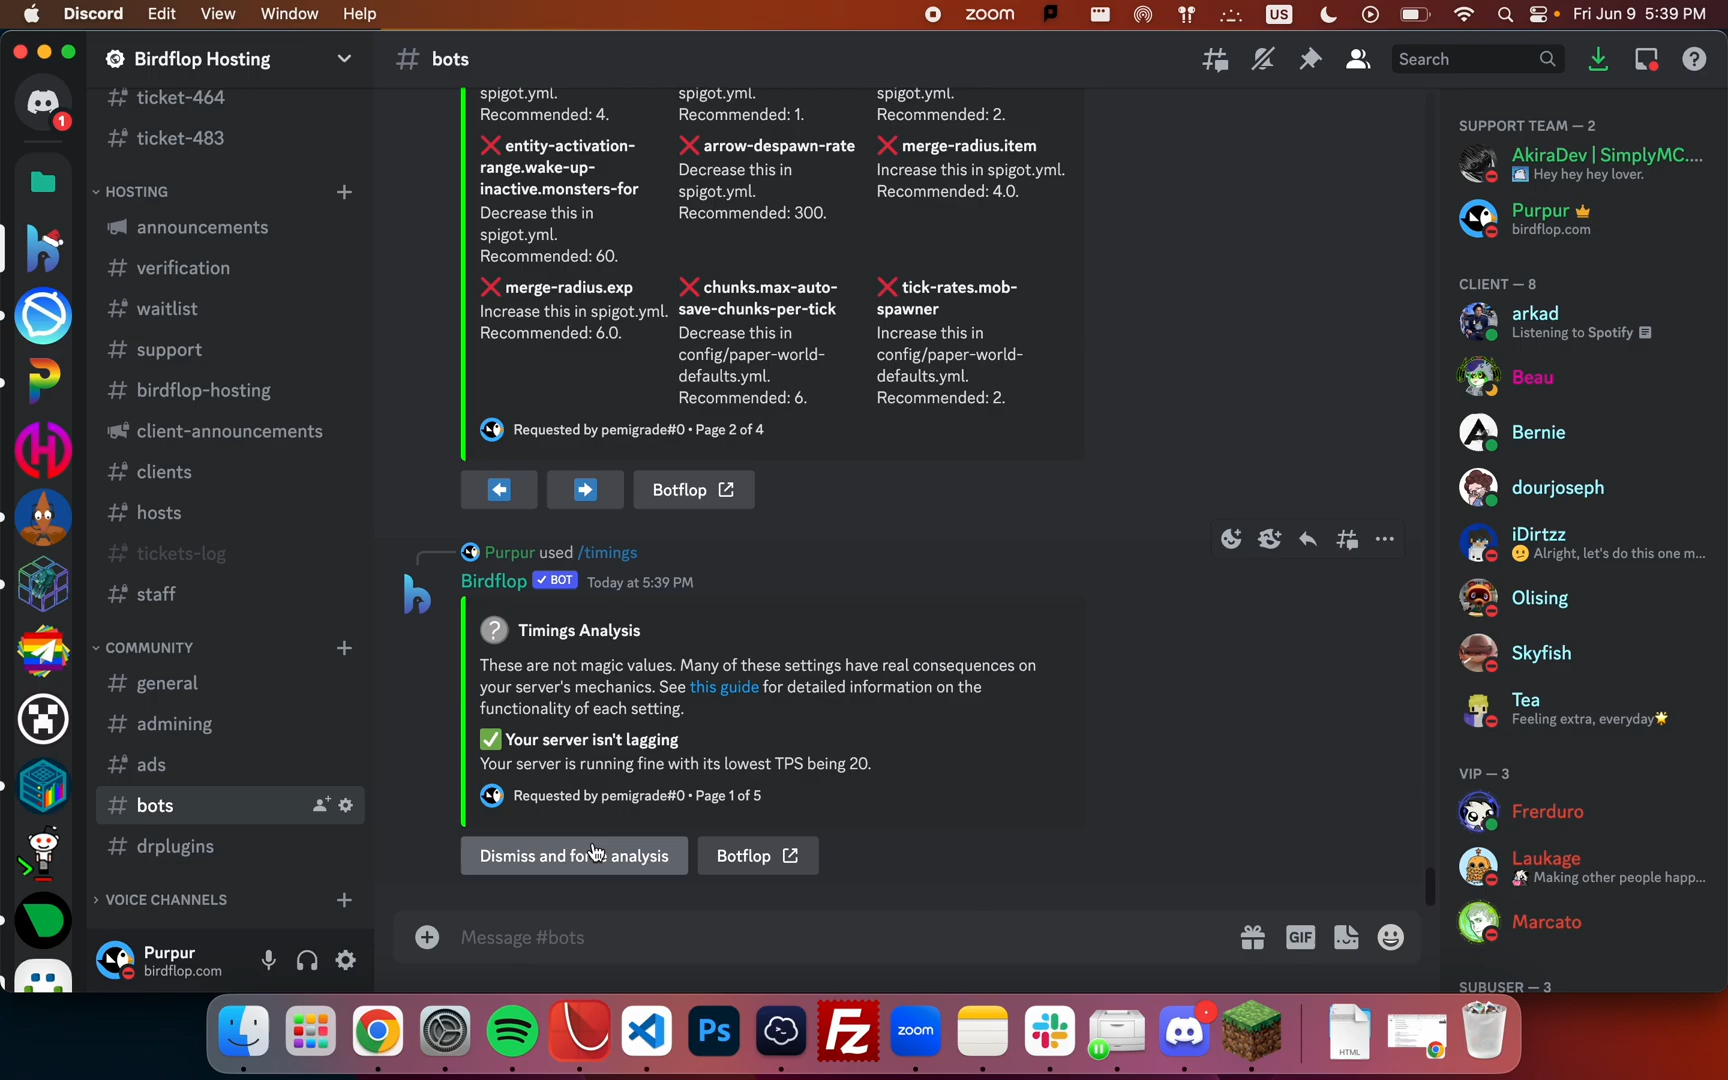 Discord Edit View Window Help
zoom US Fri Jun 9 5:39 PM
Birdflop Hosting
ticket-464
ticket-483
HOSTING
announcements
verification
waitlist
support
birdflop-hosting
client-announcements
clients
hosts
tickets-log
staff
COMMUNITY
general
admining
ads
bots
drplugins
VOICE CHANNELS
Purpur
birdflop.com
1
# bots
Search
spigot.yml.
Recommended: 4.
spigot.yml.
Recommended: 1.
spigot.yml.
Recommended: 2.
❌ entity-activation-
range.wake-up-
inactive.monsters-for
Decrease this in
spigot.yml.
Recommended: 60.
❌ arrow-despawn-rate
Decrease this in
spigot.yml.
Recommended: 300.
❌ merge-radius.item
Increase this in spigot.yml.
Recommended: 4.0.
❌ merge-radius.exp
Increase this in spigot.yml.
Recommended: 6.0.
❌ chunks.max-auto-
save-chunks-per-tick
Decrease this in
config/paper-world-
defaults.yml.
Recommended: 6.
❌ tick-rates.mob-
spawner
Increase this in
config/paper-world-
defaults.yml.
Recommended: 2.
Requested by pemigrade#0 • Page 2 of 4
Botflop
Purpur used /timings
Birdflop ✓ BOT Today at 5:39 PM
? Timings Analysis
These are not magic values. Many of these settings have real consequences on
your server's mechanics. See this guide for detailed information on the
functionality of each setting.
✅ Your server isn't lagging
Your server is running fine with its lowest TPS being 20.
Requested by pemigrade#0 • Page 1 of 5
Dismiss and force analysis
Botflop
Message #bots
GIF
SUPPORT TEAM — 2
AkiraDev | SimplyMC....
Hey hey hey lover.
Purpur
birdflop.com
CLIENT — 8
arkad
Listening to Spotify
Beau
Bernie
dourjoseph
iDirtzz
Alright, let's do this one m...
Olising
Skyfish
Tea
Feeling extra, everyday
VIP — 3
Frerduro
Laukage
Making other people happ...
Marcato
SUBUSER — 3
Ps
Fz
zoom
HTML